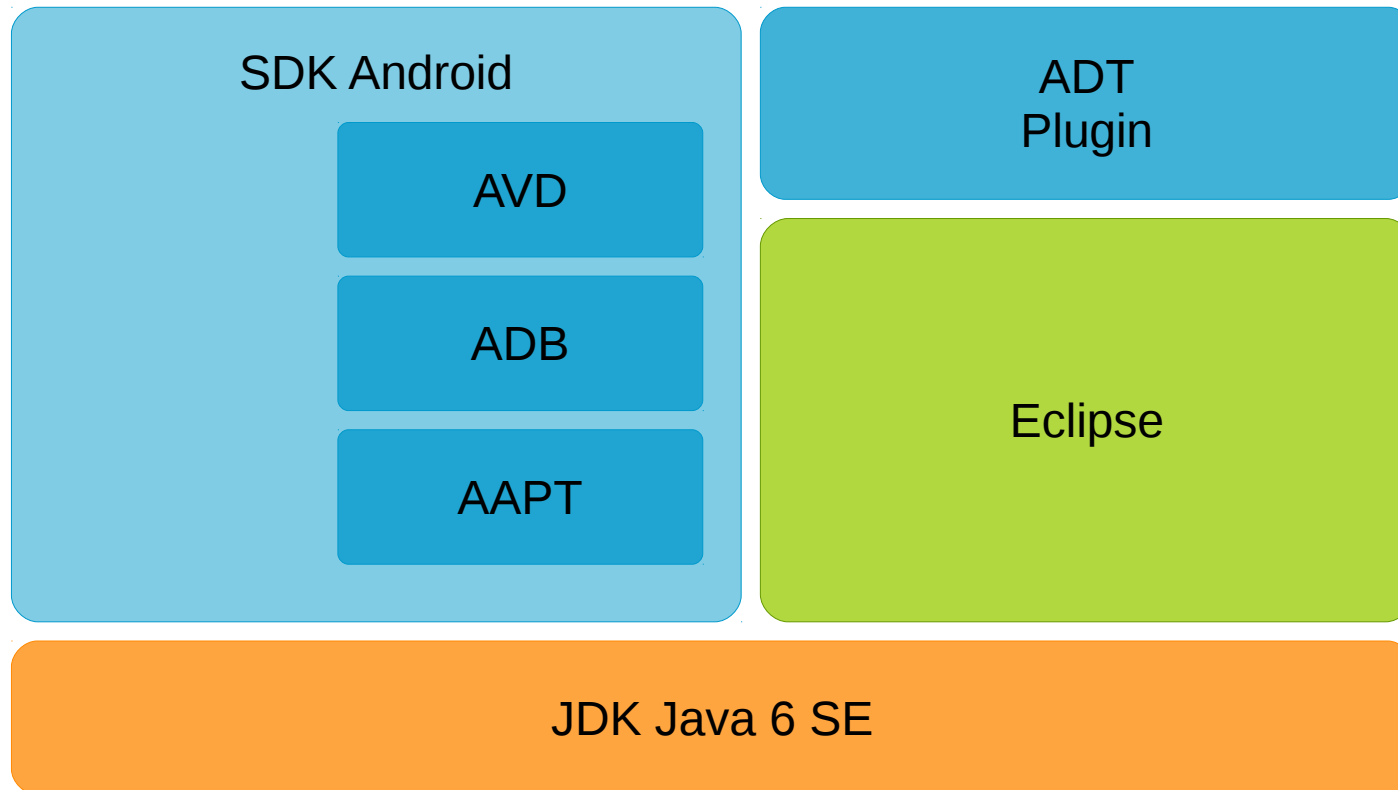 SDK Android
AVD
ADB
AAPT
ADT
Plugin
Eclipse
JDK Java 6 SE